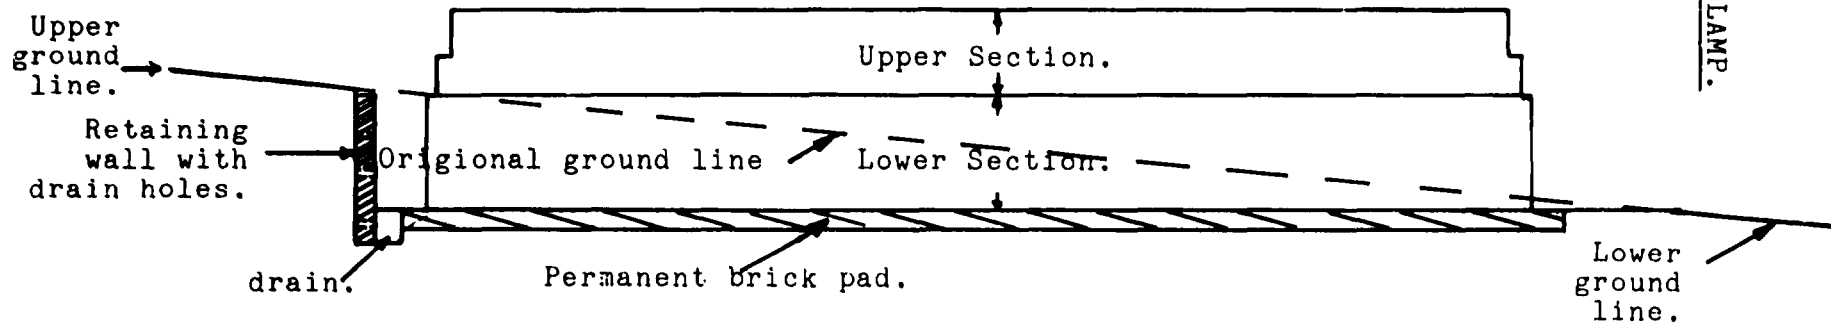 Upper
ground
line.
Upper Section.
LAMP.
Retaining
wall with
drain holes.
Origional ground line
Lower Section.
drain.
Permanent brick pad.
Lower
ground
line.